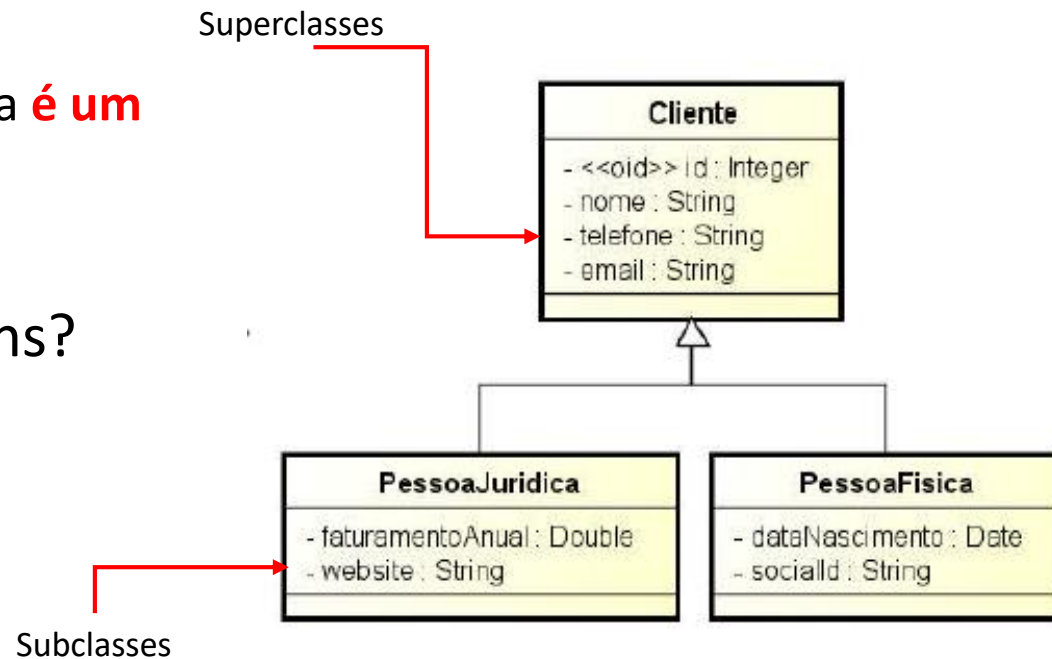 Superclasses
a é um
ns?
Cliente
- <<oid>> id : Integer
- nome : String
- telefone : String
- email : String
PessoaJuridica
- faturamentoAnual : Double
- website : String
PessoaFisica
- dataNascimento : Date
- socialId : String
Subclasses